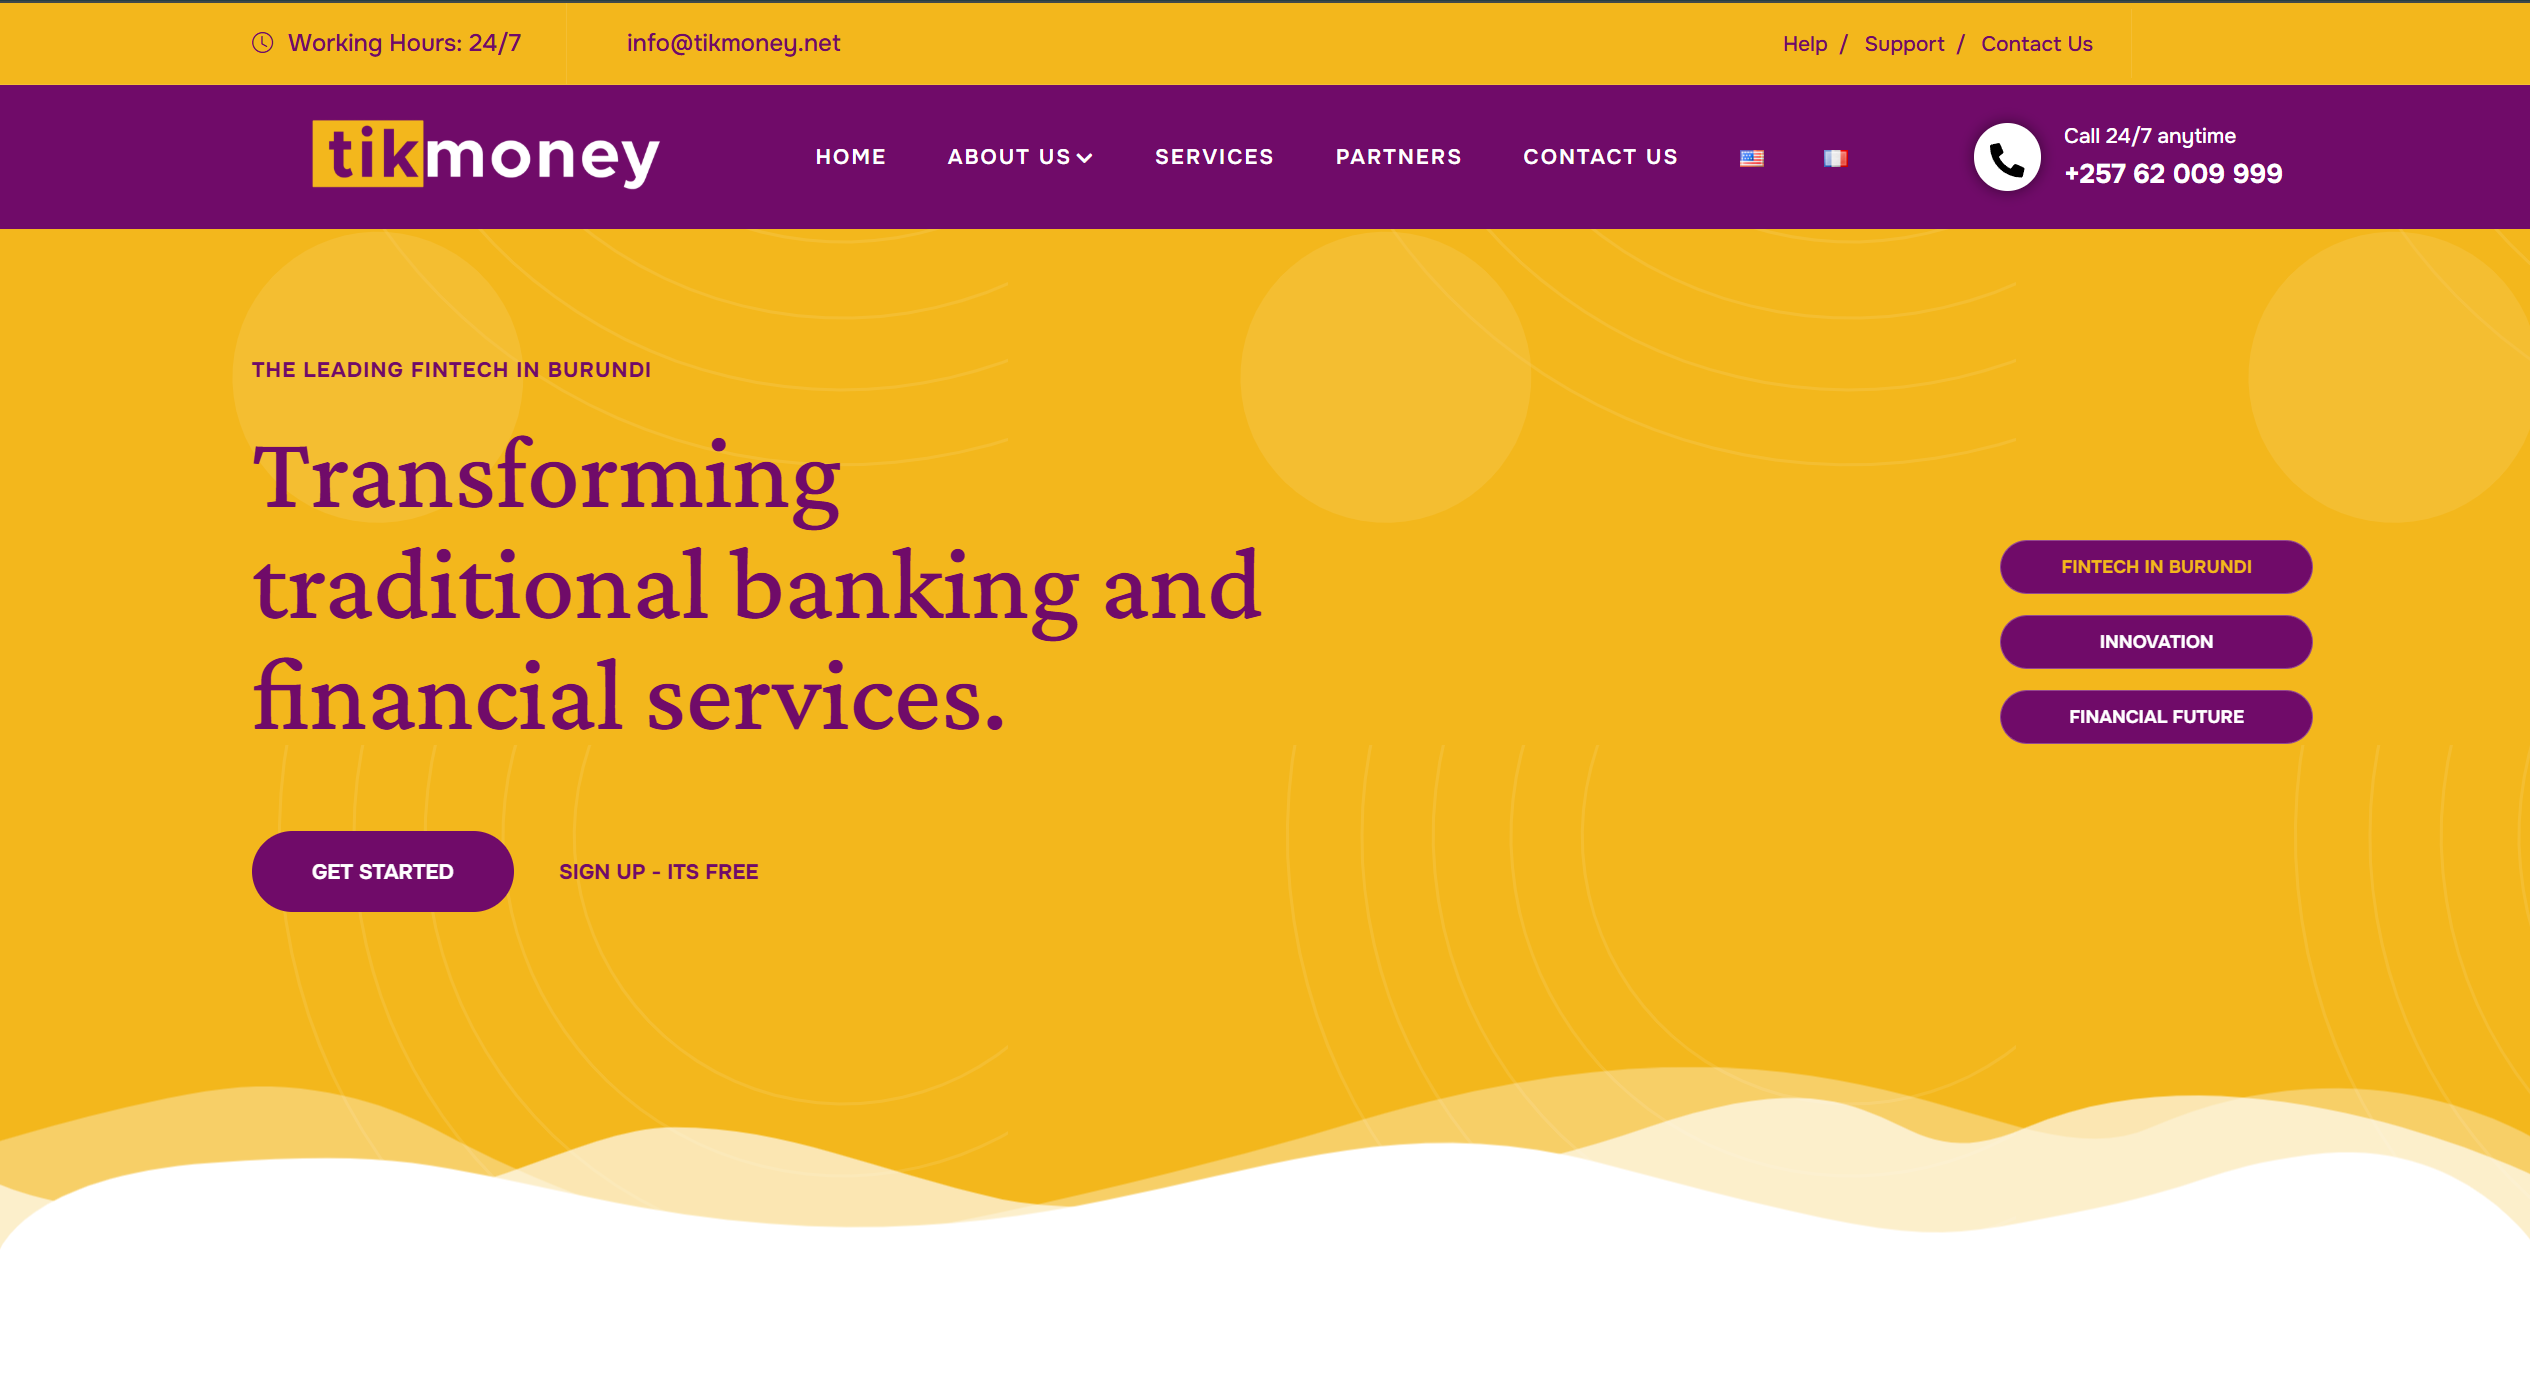 Working Hours: 24/7
info@tikmoney.net
Help / Support / Contact Us
tikmoney
HOME
ABOUT US
SERVICES
PARTNERS
CONTACT US
Call 24/7 anytime
+257 62 009 999
THE LEADING FINTECH IN BURUNDI
Transforming
traditional banking and
financial services.
FINTECH IN BURUNDI
INNOVATION
FINANCIAL FUTURE
GET STARTED
SIGN UP - ITS FREE